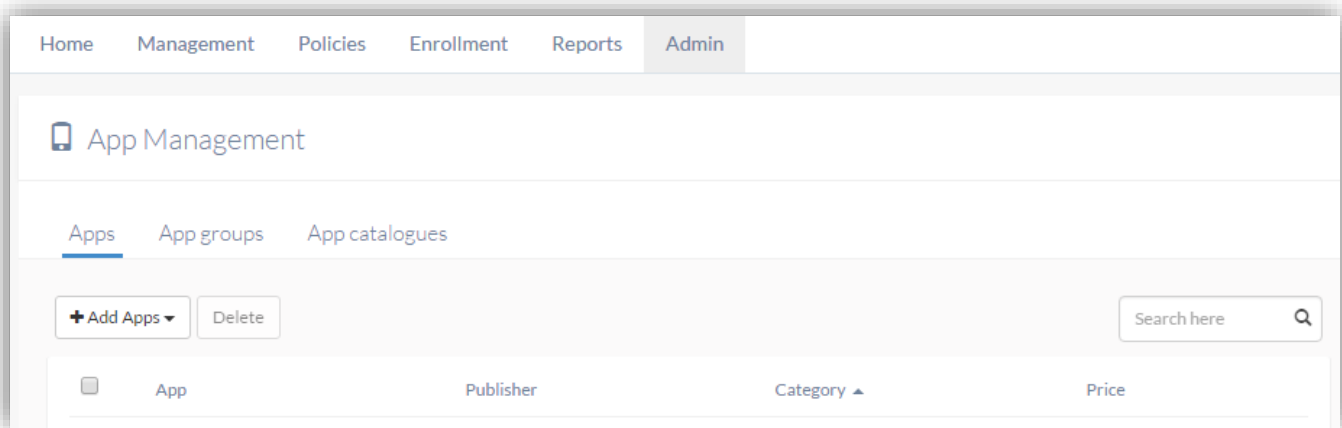 Home Management Policies Enrollment Reports Admin
App Management
Apps App groups App catalogues
Add Apps Delete Search here
App Publisher Category Price